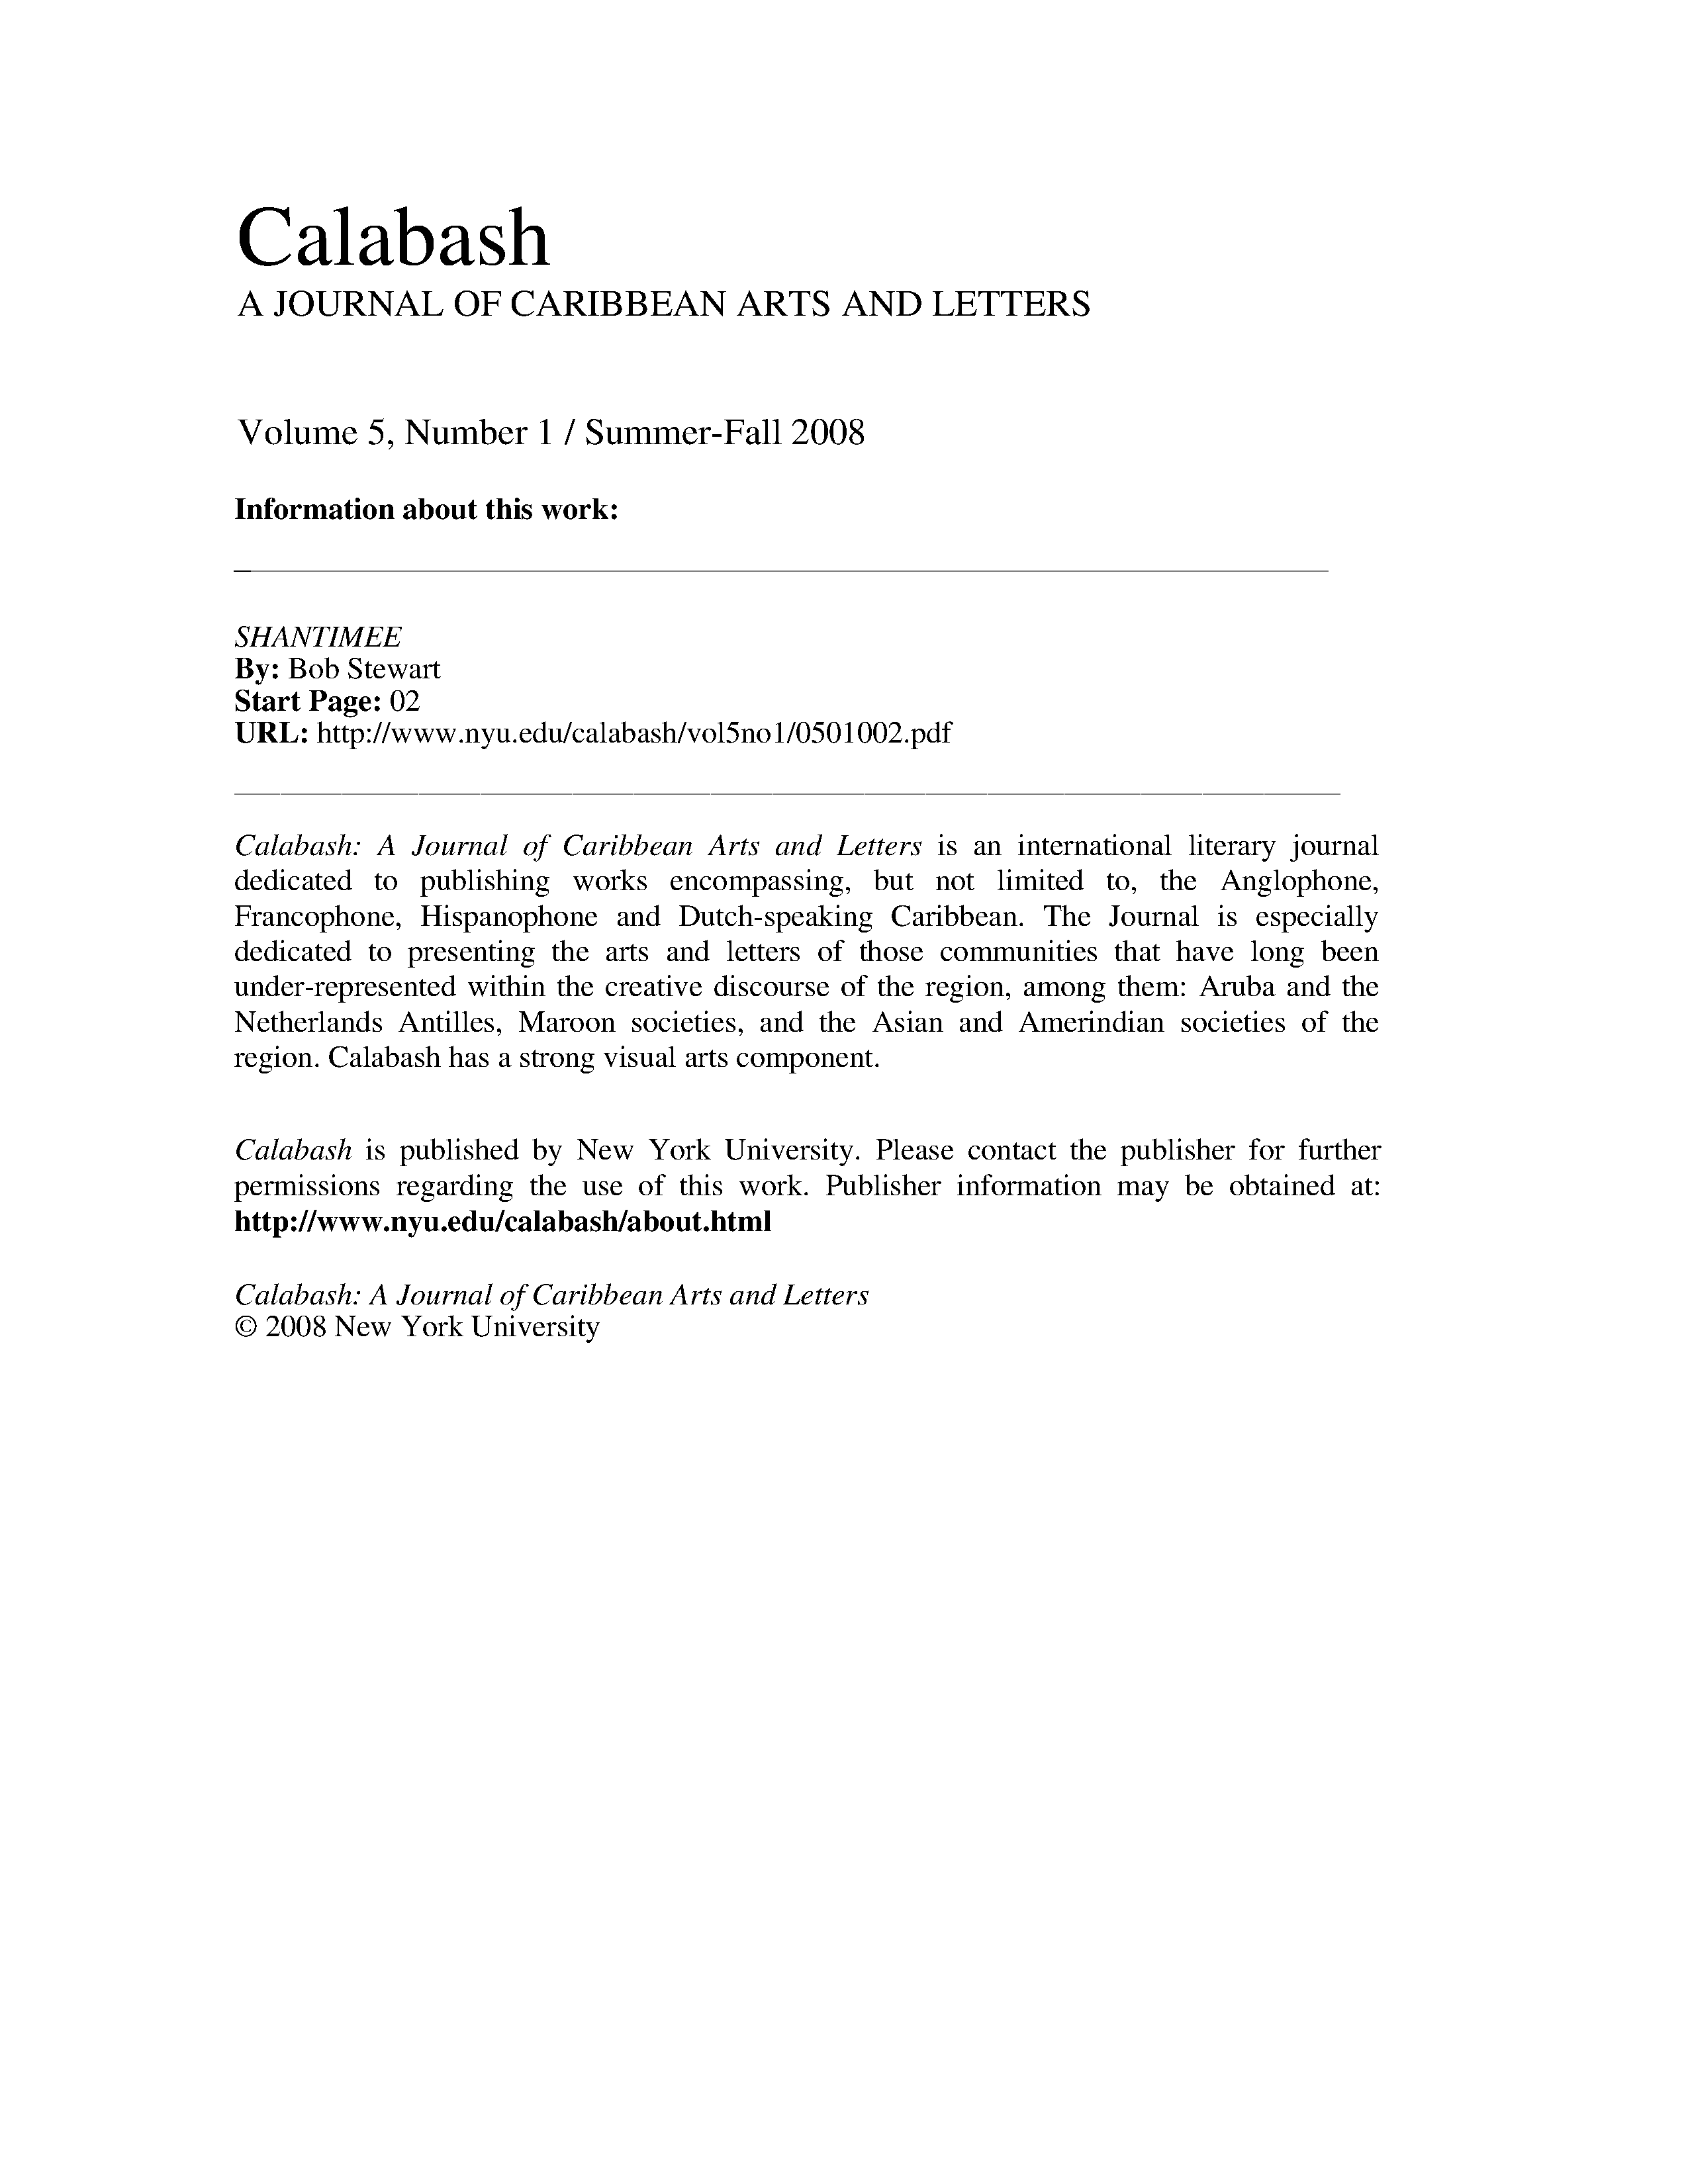 Calabash
A JOURNAL OF CARIBBEAN ARTS AND LETTERS
Volume 5, Number 1 / Summer-Fall 2008
Information about this work:
SHANTIMEE
By: Bob Stewart
Start Page: 02
URL: http://www.nyu.edu/calabash/vol5no1/0501002.pdf
Calabash: A Journal of Caribbean Arts and Letters is an international literary journal
dedicated to publishing works encompassing, but not limited to, the Anglophone,
Francophone, Hispanophone and Dutch-speaking Caribbean. The Journal is especially
dedicated to presenting the arts and letters of those communities that have long been
under-represented within the creative discourse of the region, among them: Aruba and the
Netherlands Antilles, Maroon societies, and the Asian and Amerindian societies of the
region. Calabash has a strong visual arts component.
Calabash is published by New York University. Please contact the publisher for further
permissions regarding the use of this work. Publisher information may be obtained at:
http://www.nyu.edu/calabash/about.html
Calabash: A Journal of Caribbean Arts and Letters
© 2008 New York University